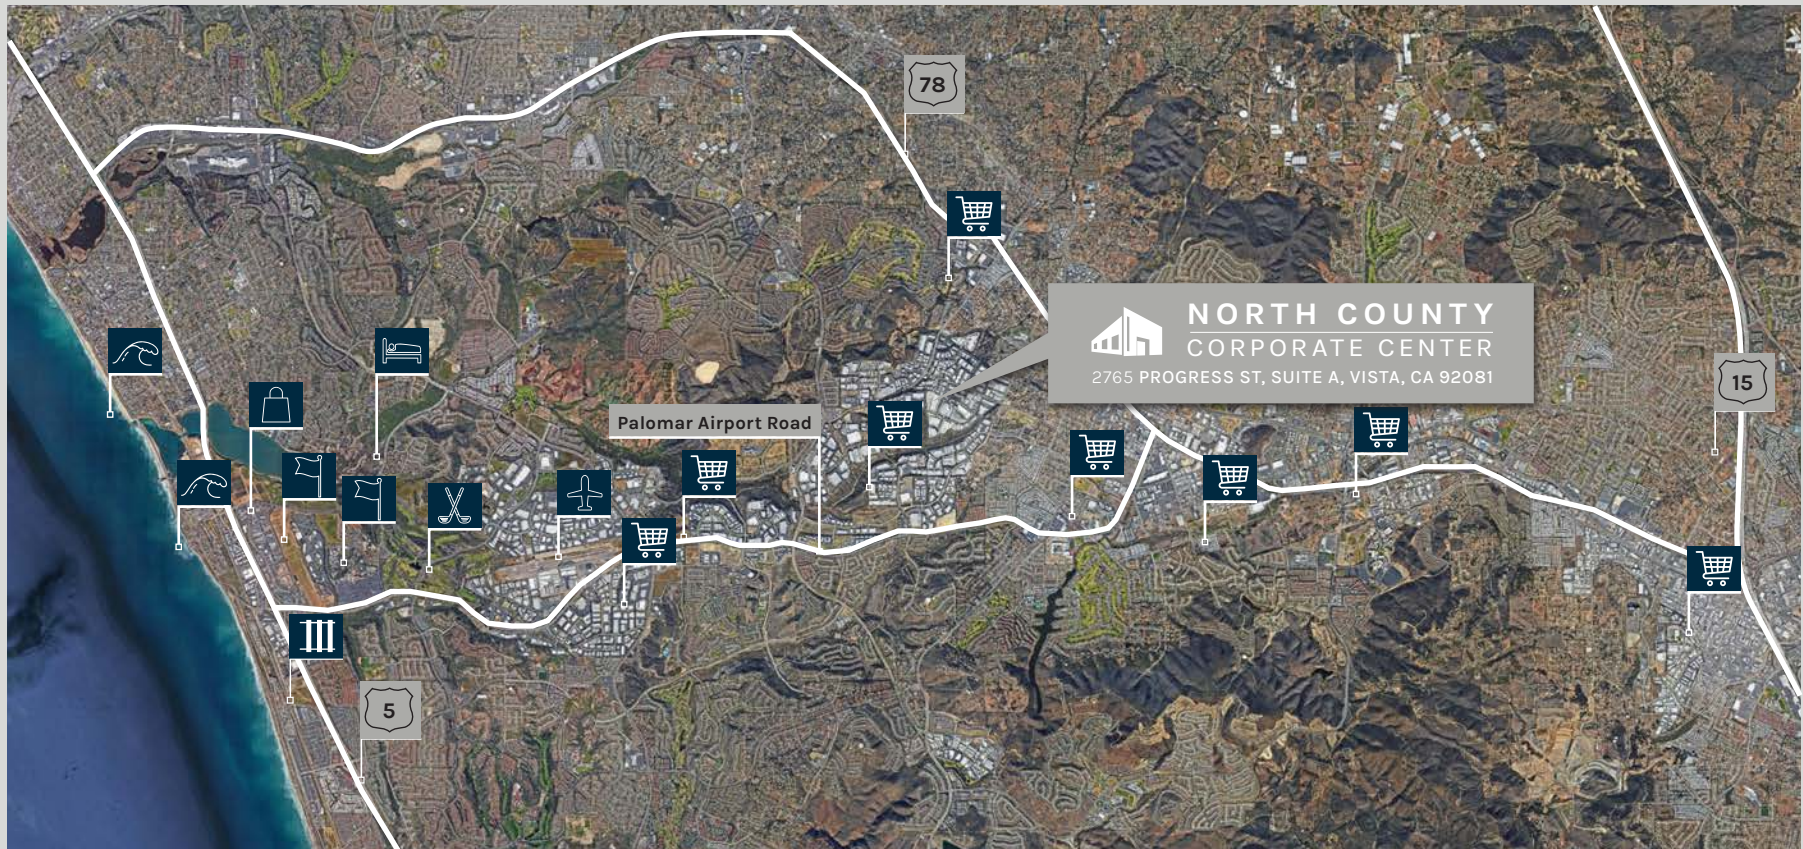 78
NORTH COUNTY
CORPORATE CENTER
2765 PROGRESS ST, SUITE A, VISTA, CA 92081
15
Palomar Airport Road
5